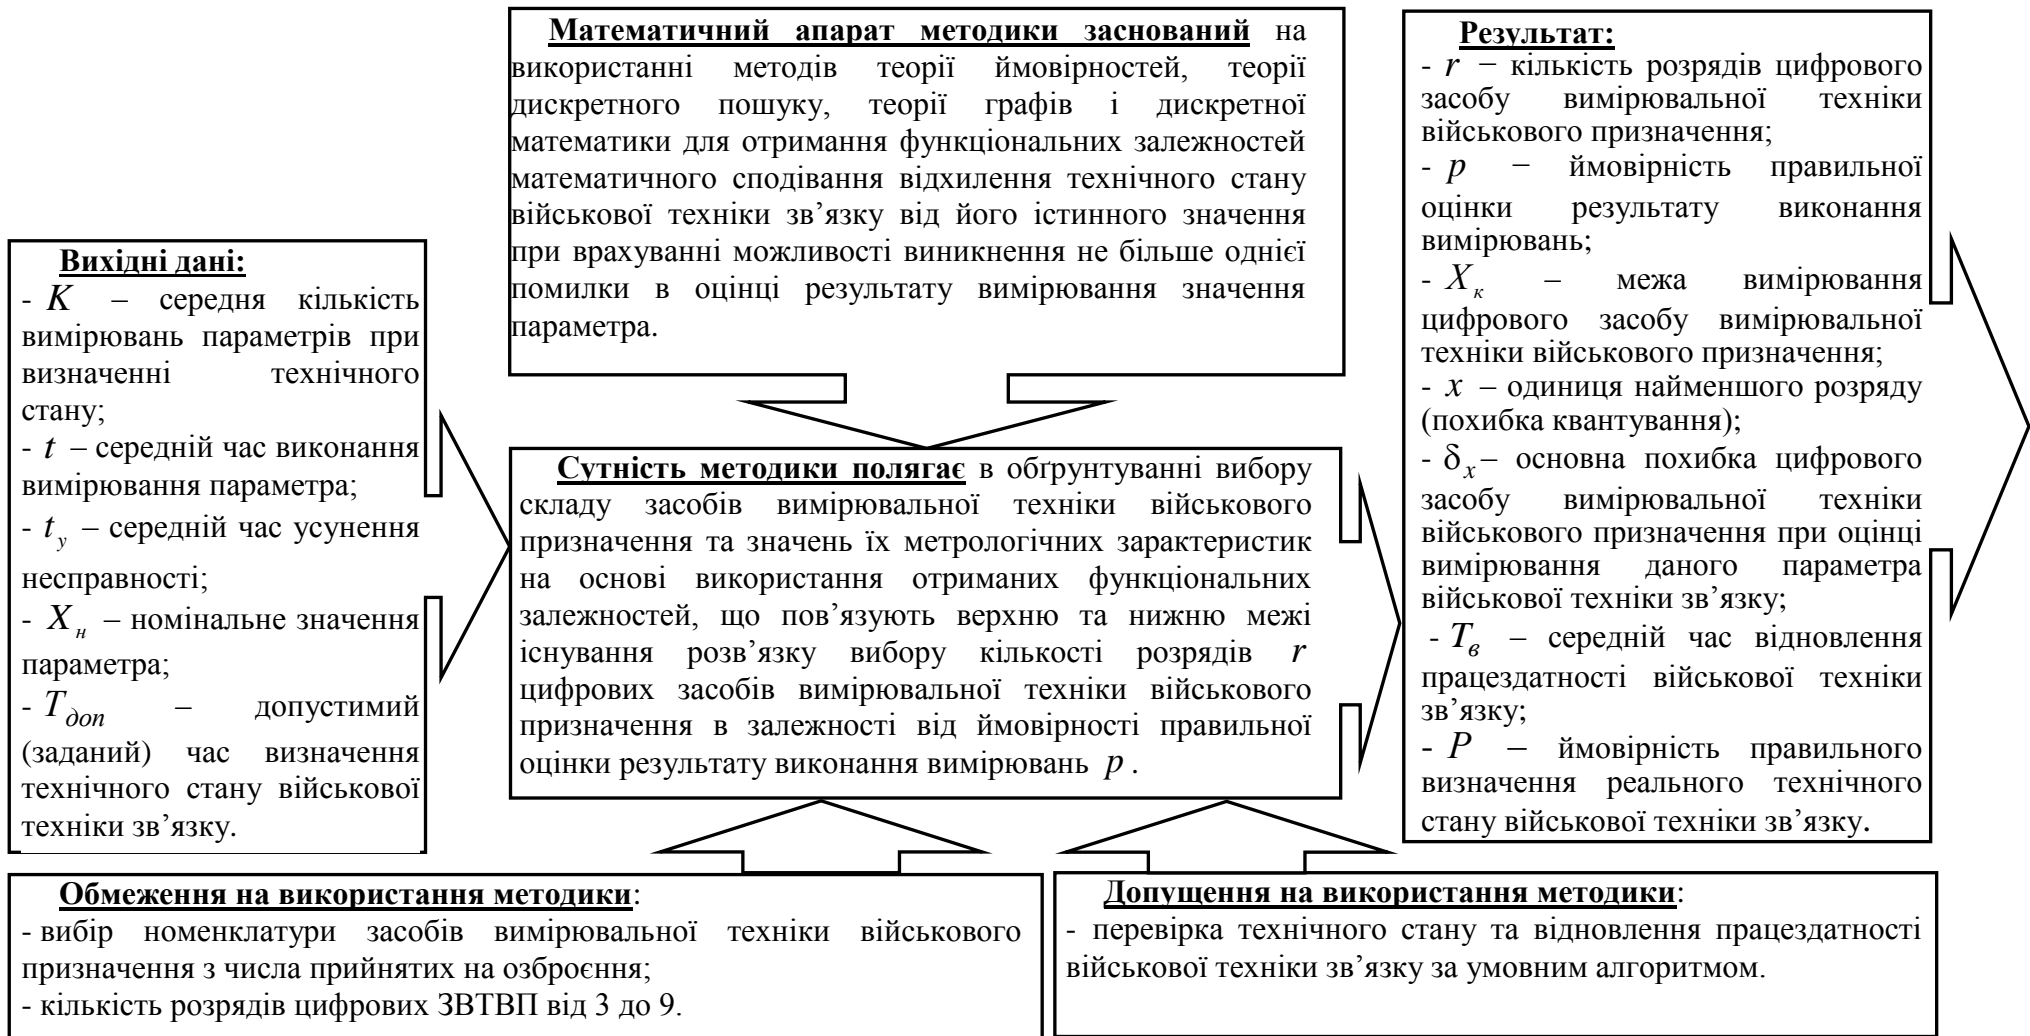 Математичний апарат методики заснований на
використанні методів теорії ймовірностей, теорії
дискретного пошуку, теорії графів і дискретної
математики для отримання функціональних залежностей
математичного сподівання відхилення технічного стану
військової техніки зв’язку від його істинного значення
при врахуванні можливості виникнення не більше однієї
помилки в оцінці результату вимірювання значення
параметра.
Вихідні дані:
- K – середня кількість
вимірювань параметрів при
визначенні технічного
стану;
- t – середній час виконання
вимірювання параметра;
- t_y – середній час усунення
несправності;
- X_н – номінальне значення
параметра;
- T_доп – допустимий
(заданий) час визначення
технічного стану військової
техніки зв’язку.
Сутність методики полягає в обґрунтуванні вибору
складу засобів вимірювальної техніки військового
призначення та значень їх метрологічних зарактеристик
на основі використання отриманих функціональних
залежностей, що пов’язують верхню та нижню межі
існування розв’язку вибору кількості розрядів r
цифрових засобів вимірювальної техніки військового
призначення в залежності від ймовірності правильної
оцінки результату виконання вимірювань p .
Результат:
- r – кількість розрядів цифрового
засобу вимірювальної техніки
військового призначення;
- p – ймовірність правильної
оцінки результату виконання
вимірювань;
- X_к – межа вимірювання
цифрового засобу вимірювальної
техніки військового призначення;
- x – одиниця найменшого розряду
(похибка квантування);
- δ_x – основна похибка цифрового
засобу вимірювальної техніки
військового призначення при оцінці
вимірювання даного параметра
військової техніки зв’язку;
- T_в – середній час відновлення
працездатності військової техніки
зв’язку;
- P – ймовірність правильного
визначення реального технічного
стану військової техніки зв’язку.
Обмеження на використання методики:
- вибір номенклатури засобів вимірювальної техніки військового
призначення з числа прийнятих на озброєння;
- кількість розрядів цифрових ЗВТВП від 3 до 9.
Допущення на використання методики:
- перевірка технічного стану та відновлення працездатності
військової техніки зв’язку за умовним алгоритмом.